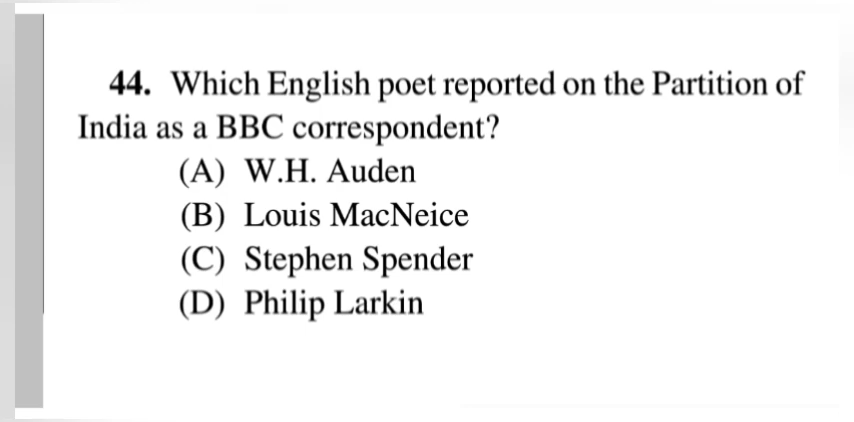 44. Which English poet reported on the Partition of
India as a BBC correspondent?
(A) W.H. Auden
(B) Louis MacNeice
(C) Stephen Spender
(D) Philip Larkin